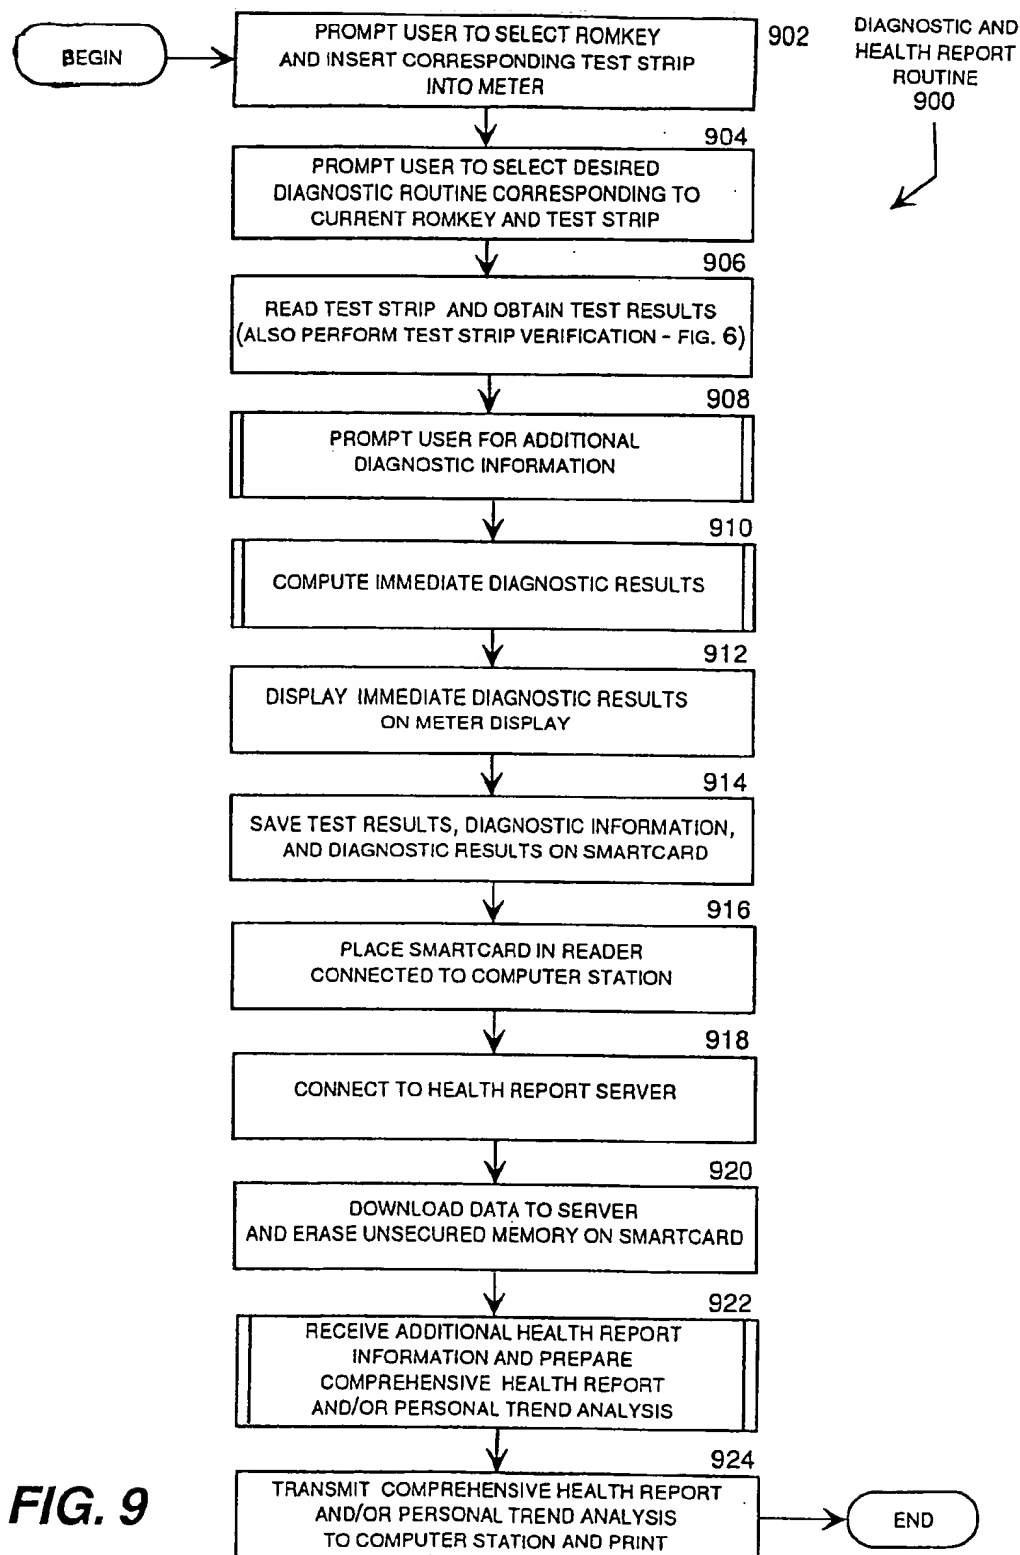 BEGIN
PROMPT USER TO SELECT ROMKEY
AND INSERT CORRESPONDING TEST STRIP
INTO METER
902
DIAGNOSTIC AND
HEALTH REPORT
ROUTINE
900
904
PROMPT USER TO SELECT DESIRED
DIAGNOSTIC ROUTINE CORRESPONDING TO
CURRENT ROMKEY AND TEST STRIP
906
READ TEST STRIP AND OBTAIN TEST RESULTS
(ALSO PERFORM TEST STRIP VERIFICATION - FIG. 6)
908
PROMPT USER FOR ADDITIONAL
DIAGNOSTIC INFORMATION
910
COMPUTE IMMEDIATE DIAGNOSTIC RESULTS
912
DISPLAY IMMEDIATE DIAGNOSTIC RESULTS
ON METER DISPLAY
914
SAVE TEST RESULTS, DIAGNOSTIC INFORMATION,
AND DIAGNOSTIC RESULTS ON SMARTCARD
916
PLACE SMARTCARD IN READER
CONNECTED TO COMPUTER STATION
918
CONNECT TO HEALTH REPORT SERVER
920
DOWNLOAD DATA TO SERVER
AND ERASE UNSECURED MEMORY ON SMARTCARD
922
RECEIVE ADDITIONAL HEALTH REPORT
INFORMATION AND PREPARE
COMPREHENSIVE HEALTH REPORT
AND/OR PERSONAL TREND ANALYSIS
924
TRANSMIT COMPREHENSIVE HEALTH REPORT
AND/OR PERSONAL TREND ANALYSIS
TO COMPUTER STATION AND PRINT
END
FIG. 9